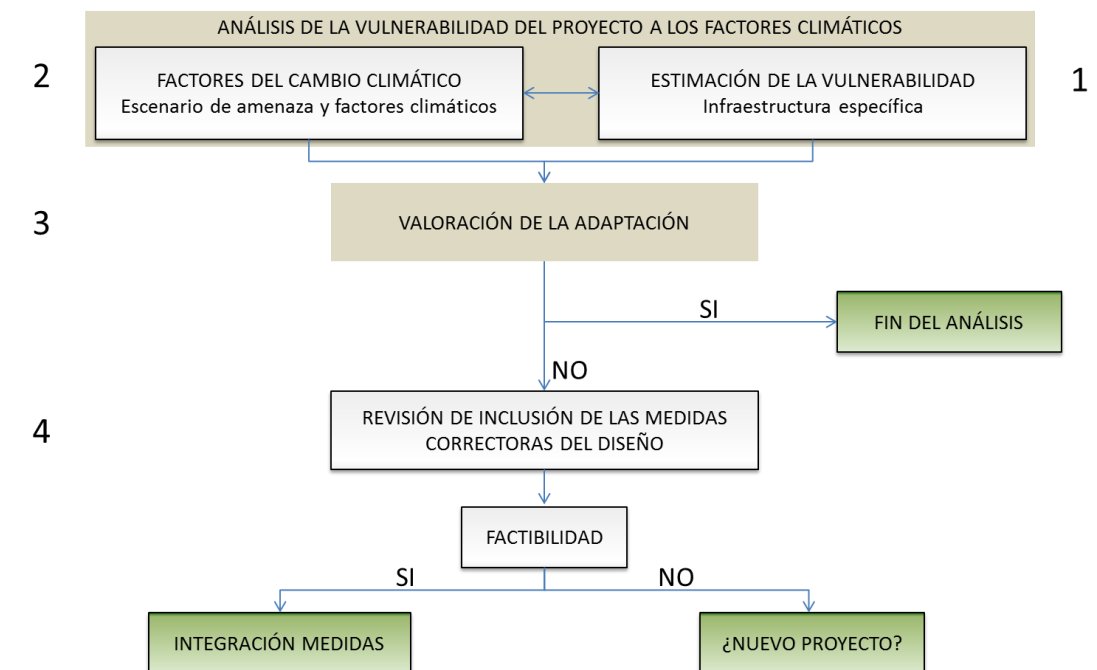 ANÁLISIS DE LA VULNERABILIDAD DEL PROYECTO A LOS FACTORES CLIMÁTICOS
2
FACTORES DEL CAMBIO CLIMÁTICO
Escenario de amenaza y factores climáticos
ESTIMACIÓN DE LA VULNERABILIDAD
Infraestructura específica
1
3
VALORACIÓN DE LA ADAPTACIÓN
SI
FIN DEL ANÁLISIS
NO
4
REVISIÓN DE INCLUSIÓN DE LAS MEDIDAS
CORRECTORAS DEL DISEÑO
FACTIBILIDAD
SI
NO
INTEGRACIÓN MEDIDAS
¿NUEVO PROYECTO?